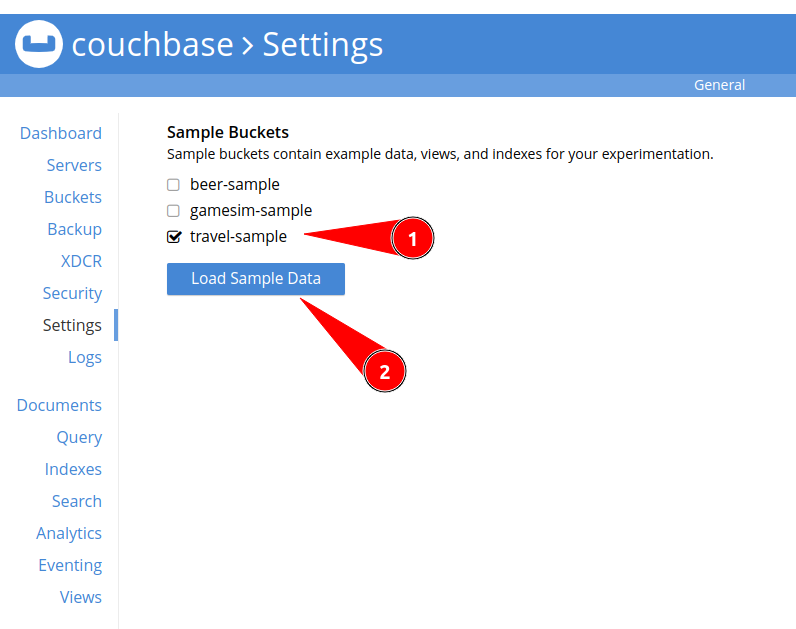 couchbase > Settings
General
Dashboard
Servers
Buckets
Backup
XDCR
Security
Settings
Logs
Documents
Query
Indexes
Search
Analytics
Eventing
Views
Sample Buckets
Sample buckets contain example data, views, and indexes for your experimentation.
beer-sample
gamesim-sample
travel-sample
1
Load Sample Data
2